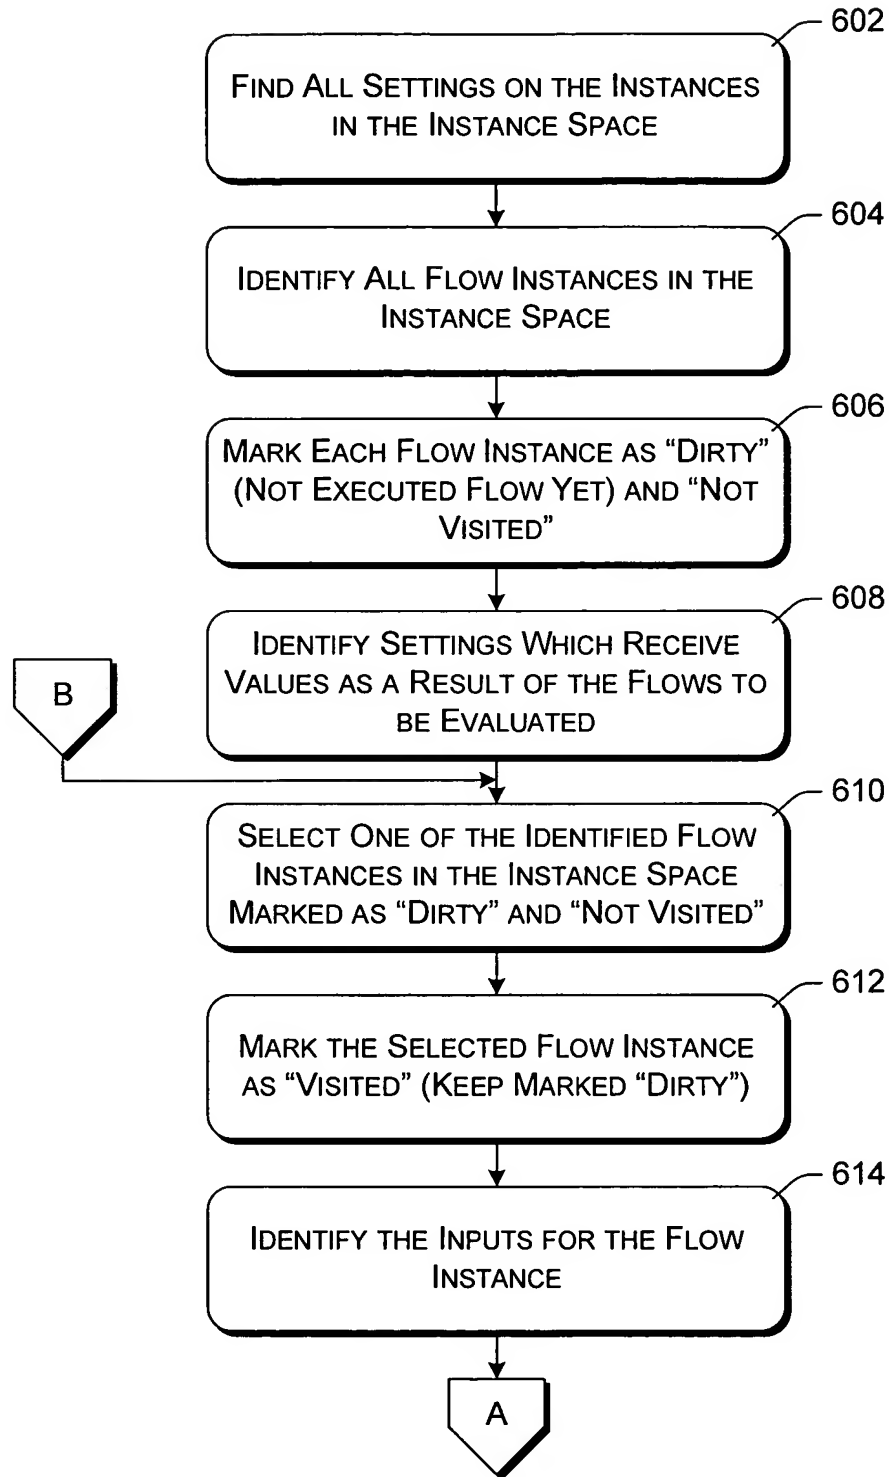 602
FIND ALL SETTINGS ON THE INSTANCES
IN THE INSTANCE SPACE
604
IDENTIFY ALL FLOW INSTANCES IN THE
INSTANCE SPACE
606
MARK EACH FLOW INSTANCE AS “DIRTY”
(NOT EXECUTED FLOW YET) AND “NOT
VISITED”
608
IDENTIFY SETTINGS WHICH RECEIVE
VALUES AS A RESULT OF THE FLOWS TO
BE EVALUATED
B
610
SELECT ONE OF THE IDENTIFIED FLOW
INSTANCES IN THE INSTANCE SPACE
MARKED AS “DIRTY” AND “NOT VISITED”
612
MARK THE SELECTED FLOW INSTANCE
AS “VISITED” (KEEP MARKED “DIRTY”)
614
IDENTIFY THE INPUTS FOR THE FLOW
INSTANCE
A